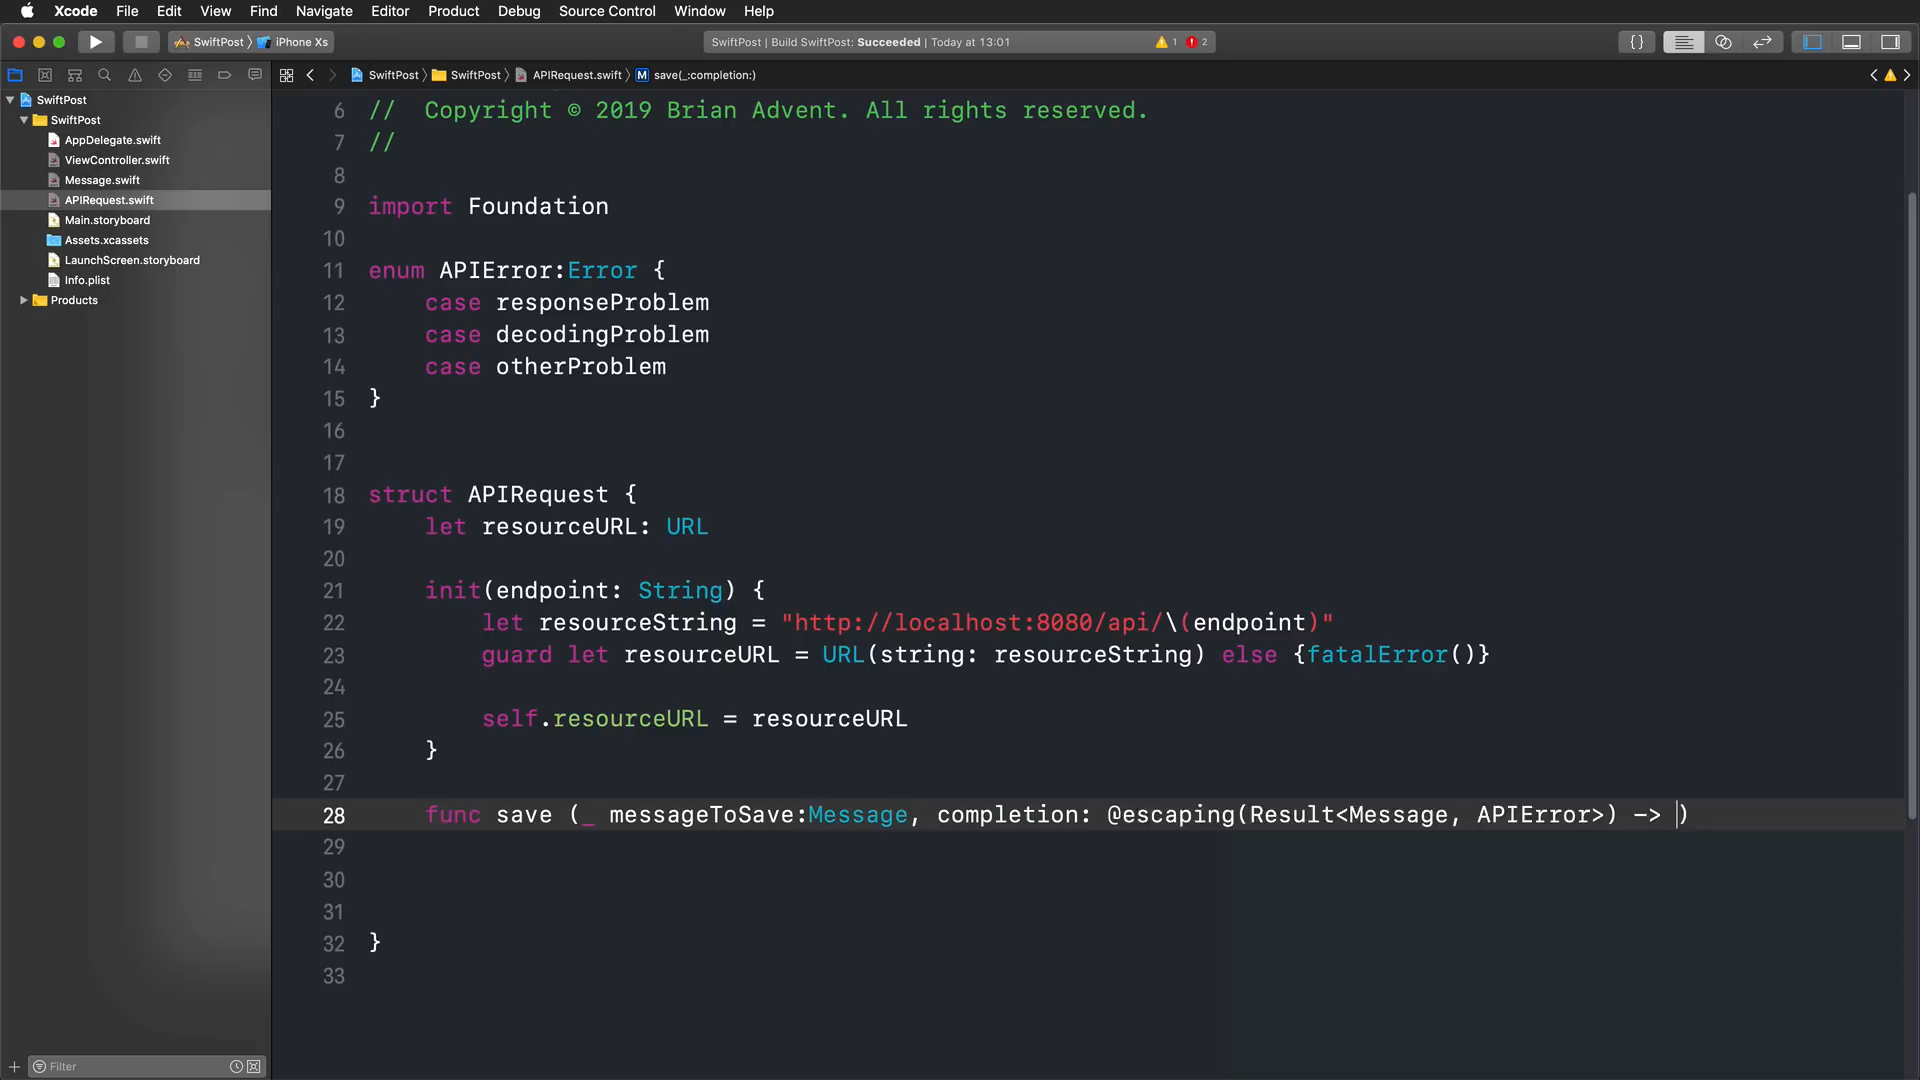 Xcode File Edit View Find Navigate Editor Product Debug Source Control Window Help
SwiftPost iPhone Xs SwiftPost | Build SwiftPost: Succeeded | Today at 13:01 1 2 {}
SwiftPost SwiftPost APIRequest.swift M save(_:completion:)
SwiftPost
SwiftPost
AppDelegate.swift
ViewController.swift
Message.swift
APIRequest.swift
Main.storyboard
Assets.xcassets
LaunchScreen.storyboard
Info.plist
Products
6 // Copyright © 2019 Brian Advent. All rights reserved.
7 //
8
9 import Foundation
10
11 enum APIError:Error {
12 case responseProblem
13 case decodingProblem
14 case otherProblem
15 }
16
17
18 struct APIRequest {
19 let resourceURL: URL
20
21 init(endpoint: String) {
22 let resourceString = "http://localhost:8080/api/\(endpoint)"
23 guard let resourceURL = URL(string: resourceString) else {fatalError()}
24
25 self.resourceURL = resourceURL
26 }
27
28 func save (_ messageToSave:Message, completion: @escaping(Result<Message, APIError>) -> )
29
30
31
32 }
33
Filter